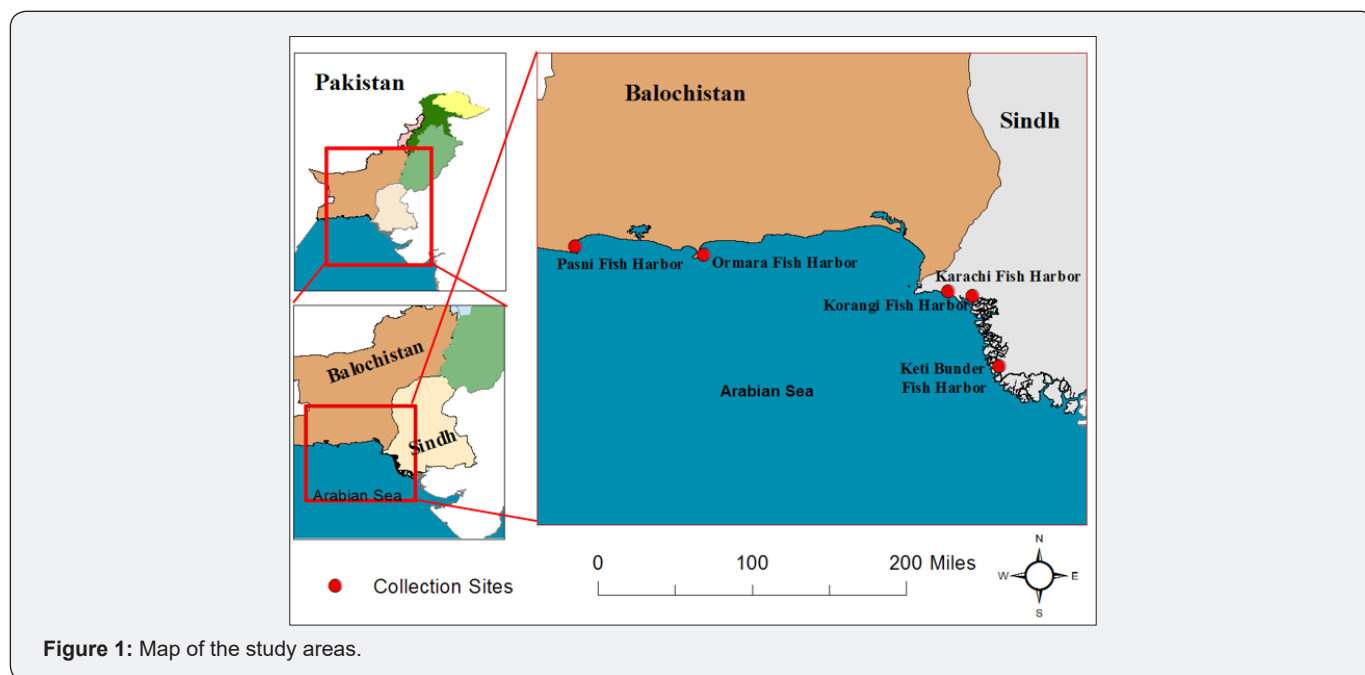 Pakistan
Balochistan
Sindh
Arabian Sea
Balochistan
Sindh
Pasni Fish Harbor
Ormara Fish Harbor
Karachi Fish Harbor
Korangi Fish Harbor
Keti Bunder
Fish Harbor
Arabian Sea
Collection Sites
0 100 200 Miles
N
W E
S
Figure 1: Map of the study areas.